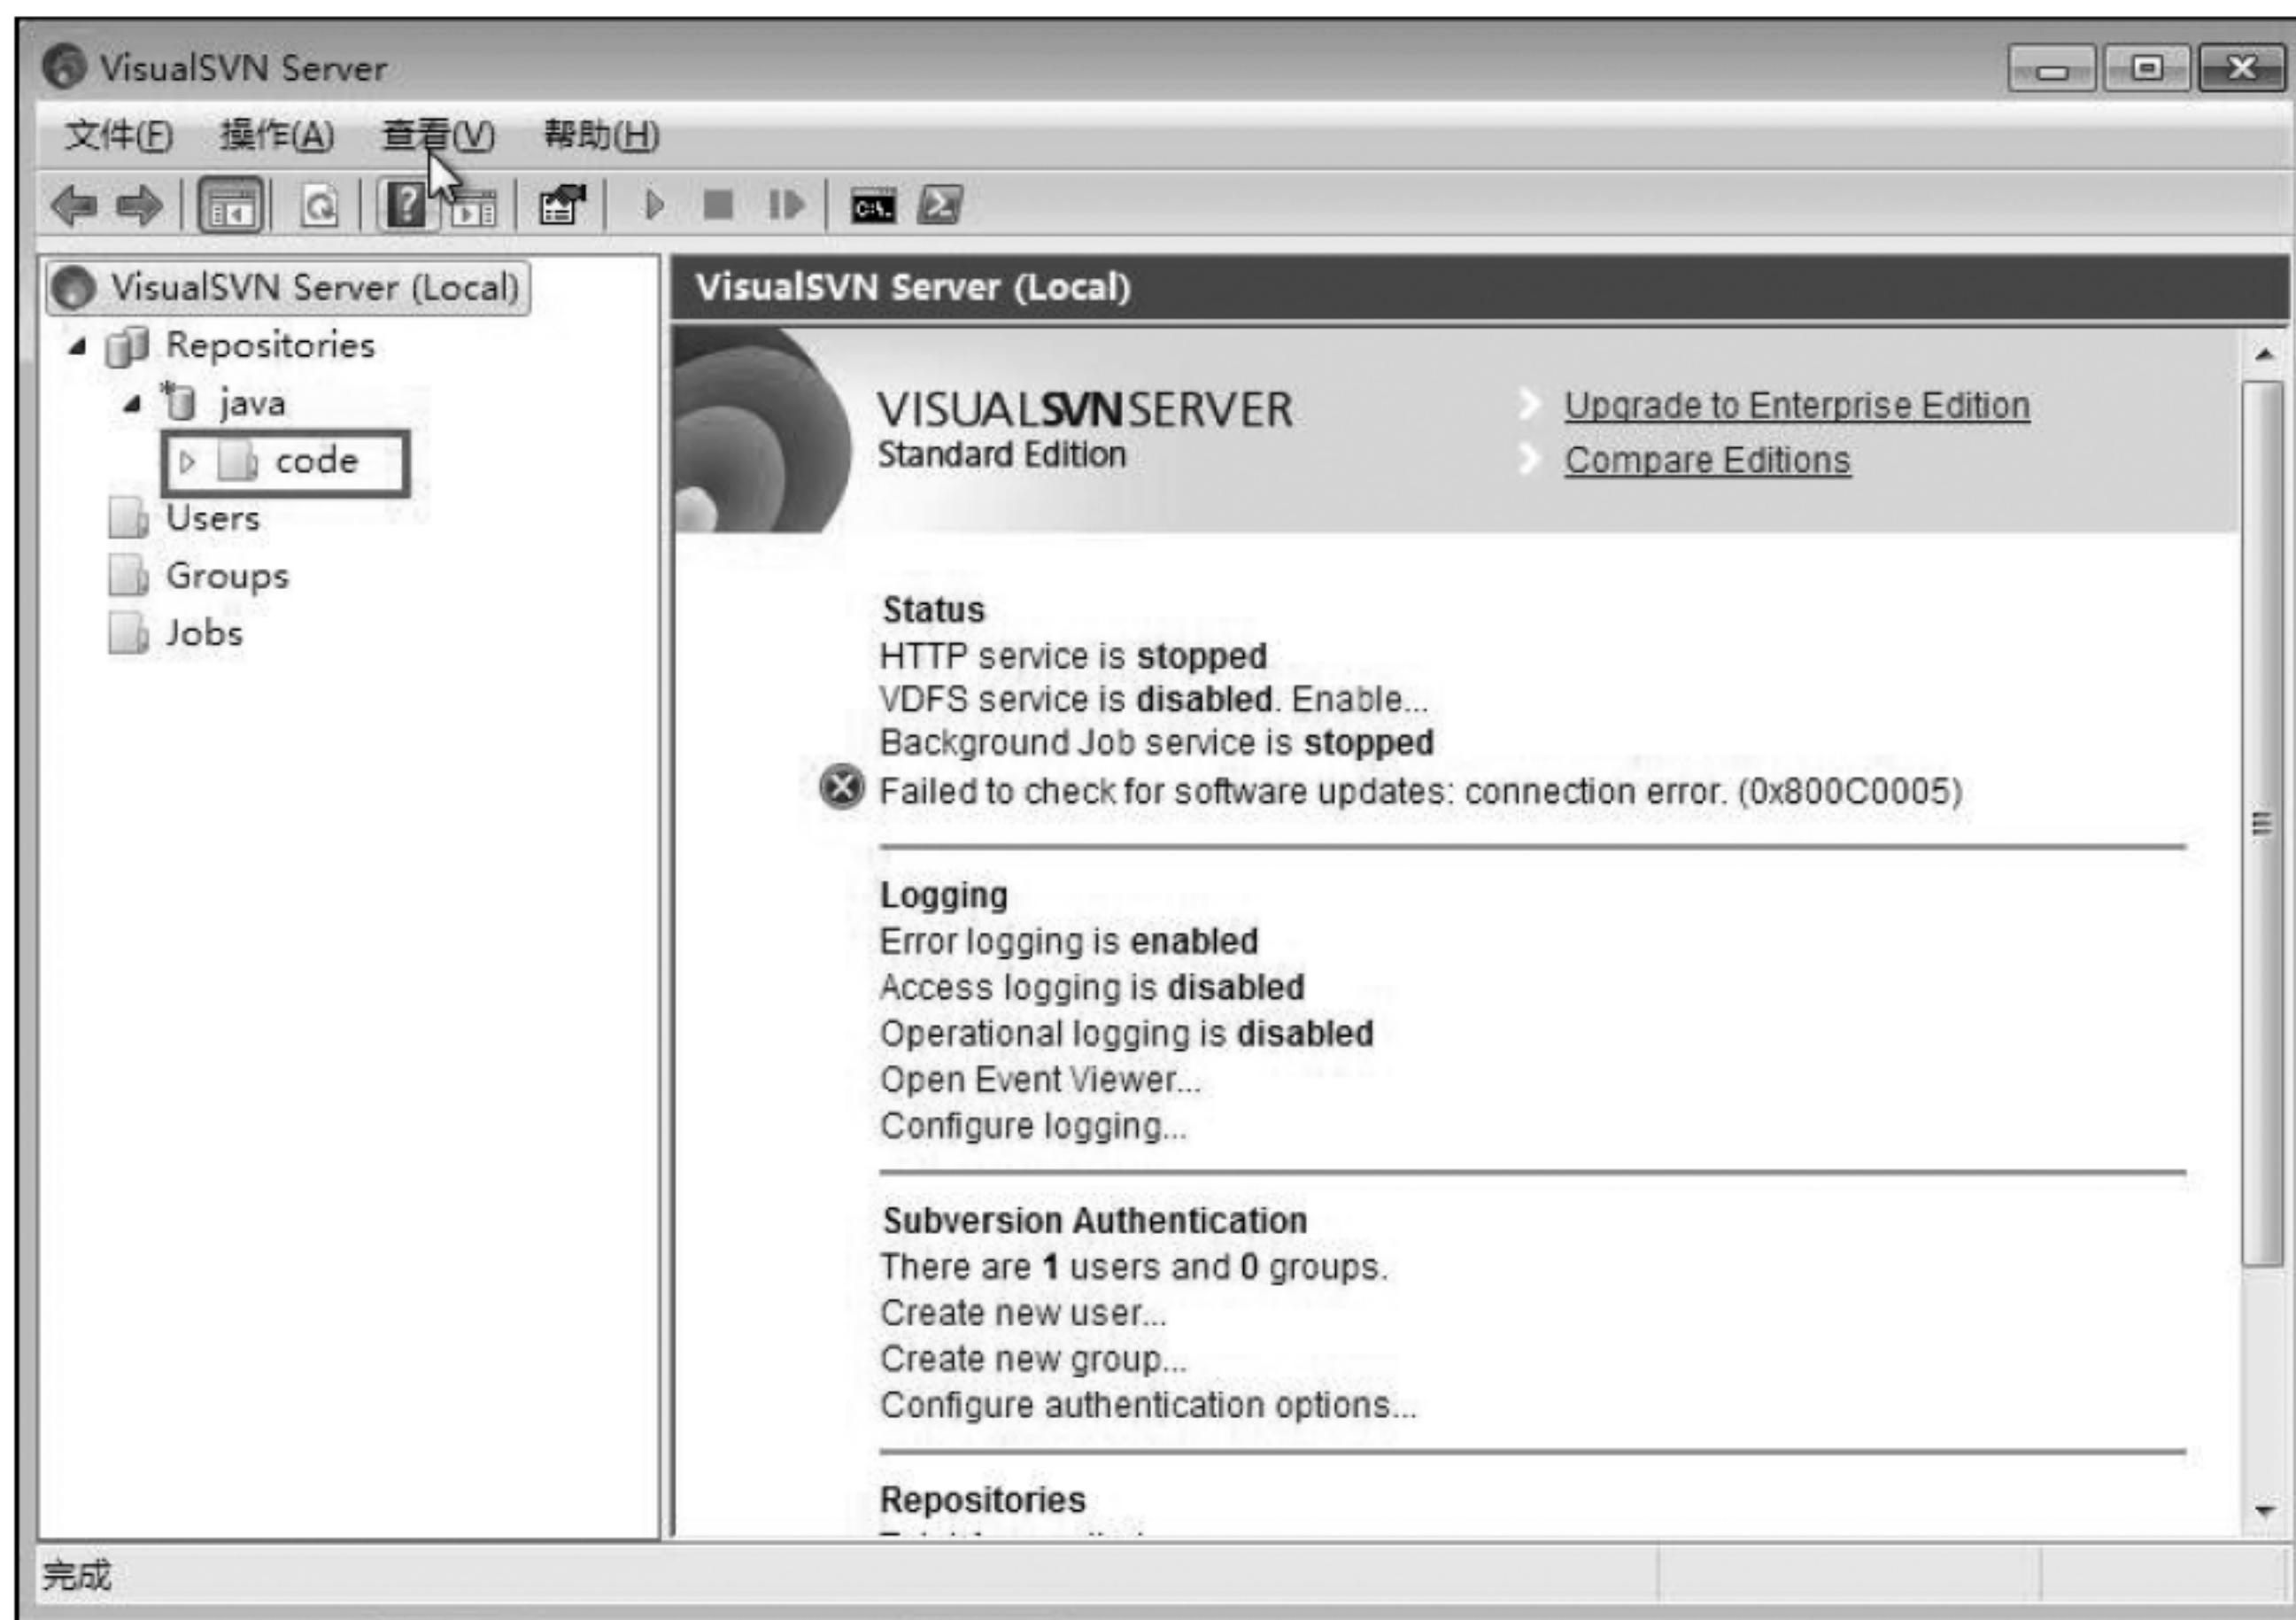 VisualSVN Server
文件(F) 操作(A) 查看(V) 帮助(H)
VisualSVN Server (Local)
Repositories
java
code
Users
Groups
Jobs
VisualSVN Server (Local)
VISUALSVNSERVER
Standard Edition
Upgrade to Enterprise Edition
Compare Editions
Status
HTTP service is stopped
VDFS service is disabled. Enable...
Background Job service is stopped
Failed to check for software updates: connection error. (0x800C0005)
Logging
Error logging is enabled
Access logging is disabled
Operational logging is disabled
Open Event Viewer...
Configure logging...
Subversion Authentication
There are 1 users and 0 groups.
Create new user...
Create new group...
Configure authentication options...
Repositories
完成